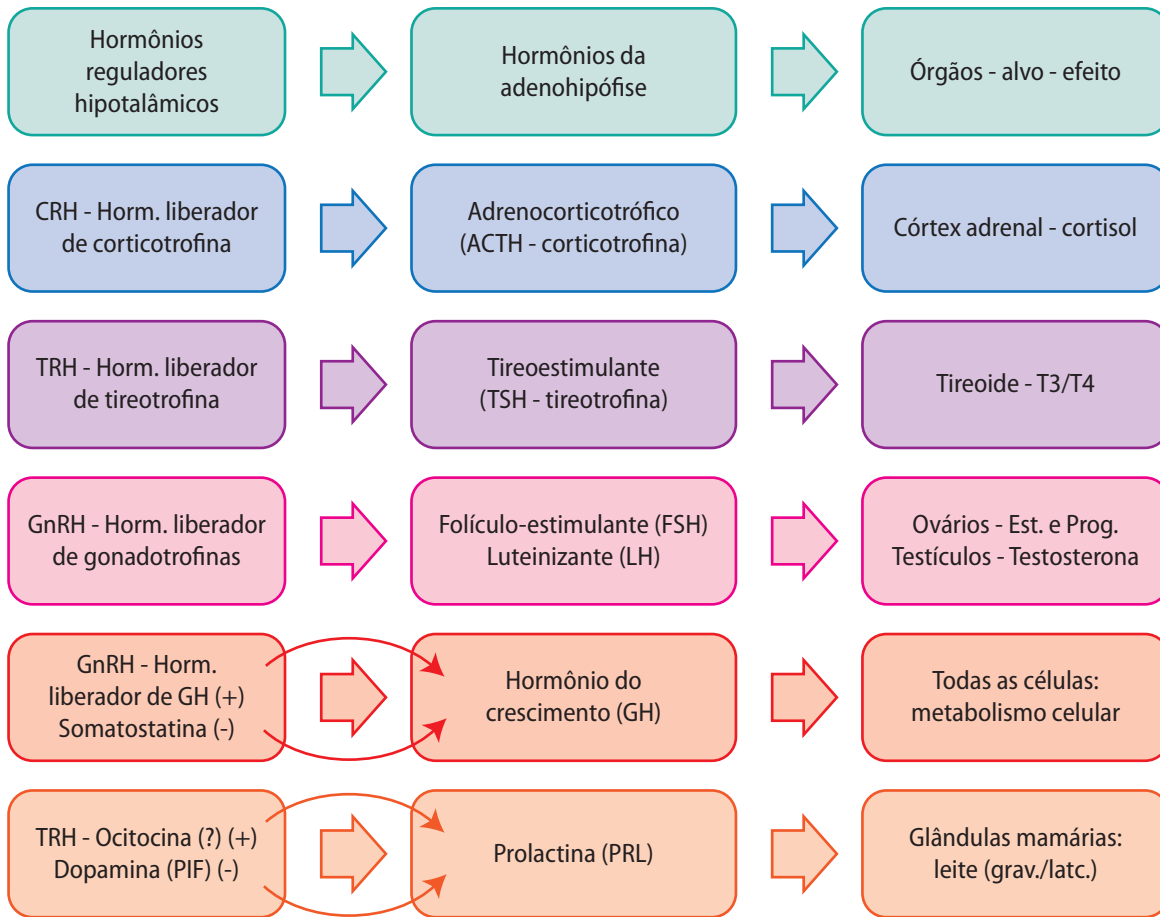 Hormônios
reguladores
hipotalâmicos
Hormônios da
adenohipófise
Órgãos - alvo - efeito
CRH - Horm. liberador
de corticotrofina
Adrenocorticotrófico
(ACTH - corticotrofina)
Córtex adrenal - cortisol
TRH - Horm. liberador
de tireotrofina
Tireoestimulante
(TSH - tireotrofina)
Tireoide - T3/T4
GnRH - Horm. liberador
de gonadotrofinas
Folículo-estimulante (FSH)
Luteinizante (LH)
Ovários - Est. e Prog.
Testículos - Testosterona
GnRH - Horm.
liberador de GH (+)
Somatostatina (-)
Hormônio do
crescimento (GH)
Todas as células:
metabolismo celular
TRH - Ocitocina (?) (+)
Dopamina (PIF) (-)
Prolactina (PRL)
Glândulas mamárias:
leite (grav./latc.)